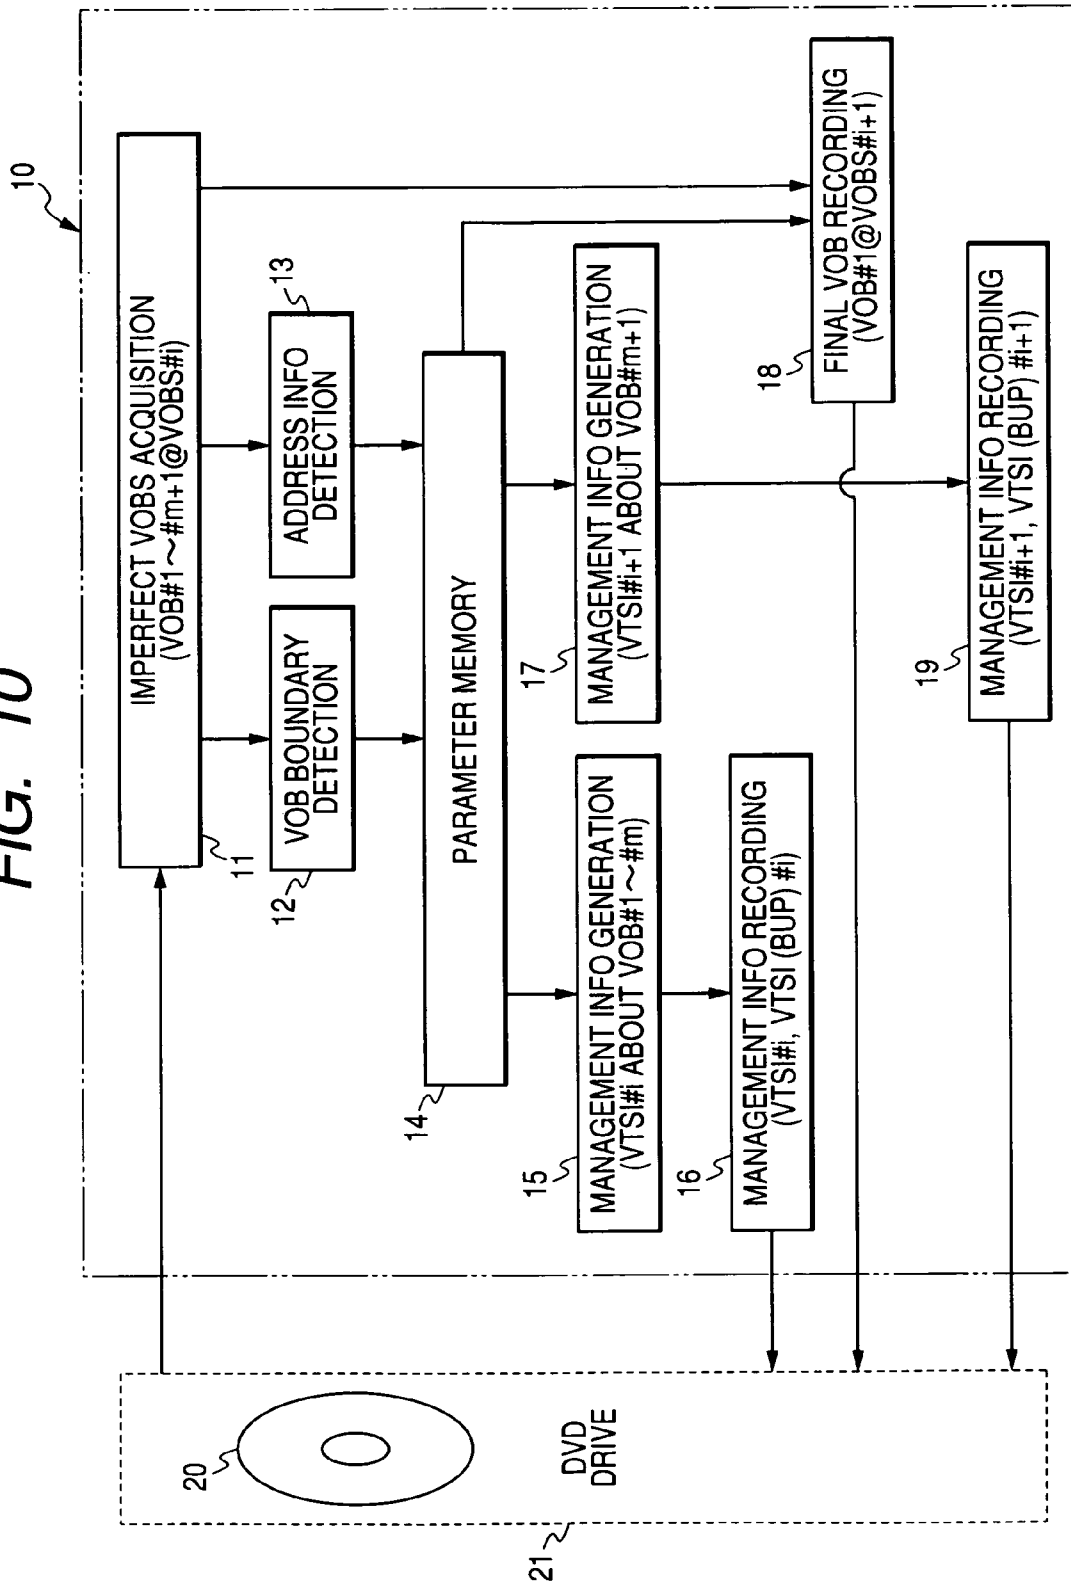 FIG. 10
10
IMPERFECT VOBS ACQUISITION
(VOB#1～#m+1@VOBS#i)
11
VOB BOUNDARY
DETECTION
12
ADDRESS INFO
DETECTION
13
PARAMETER MEMORY
14
MANAGEMENT INFO GENERATION
(VTSI#i ABOUT VOB#1～#m)
15
MANAGEMENT INFO RECORDING
(VTSI#i, VTSI (BUP) #i)
16
MANAGEMENT INFO GENERATION
(VTSI#i+1 ABOUT VOB#m+1)
17
FINAL VOB RECORDING
(VOB#1@VOBS#i+1)
18
MANAGEMENT INFO RECORDING
(VTSI#i+1, VTSI (BUP) #i+1)
19
20
DVD
DRIVE
21